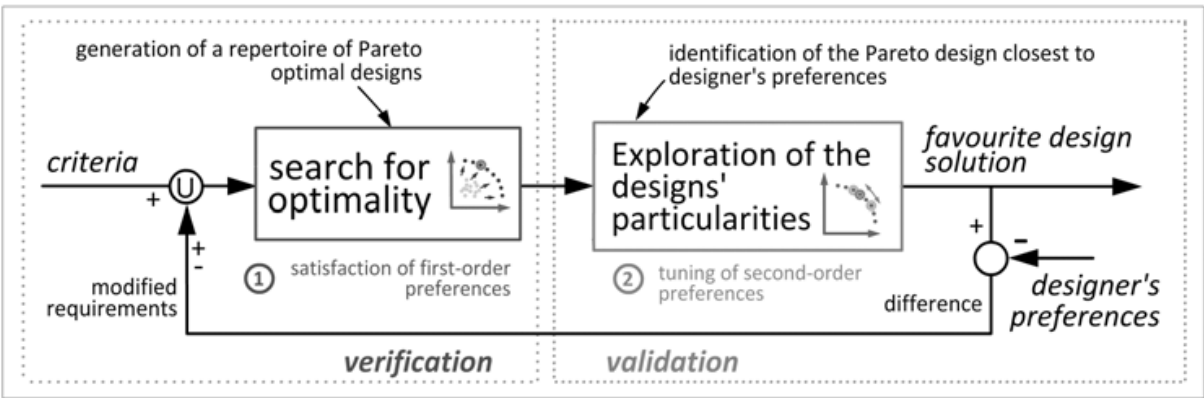 generation of a repertoire of Pareto
optimal designs
identification of the Pareto design closest to
designer's preferences
criteria
+
U
+
-
search for
optimality
Exploration of the
designs'
particularities
favourite design
solution
+
-
1
satisfaction of first-order
preferences
2
tuning of second-order
preferences
modified
requirements
difference
designer's
preferences
verification
validation